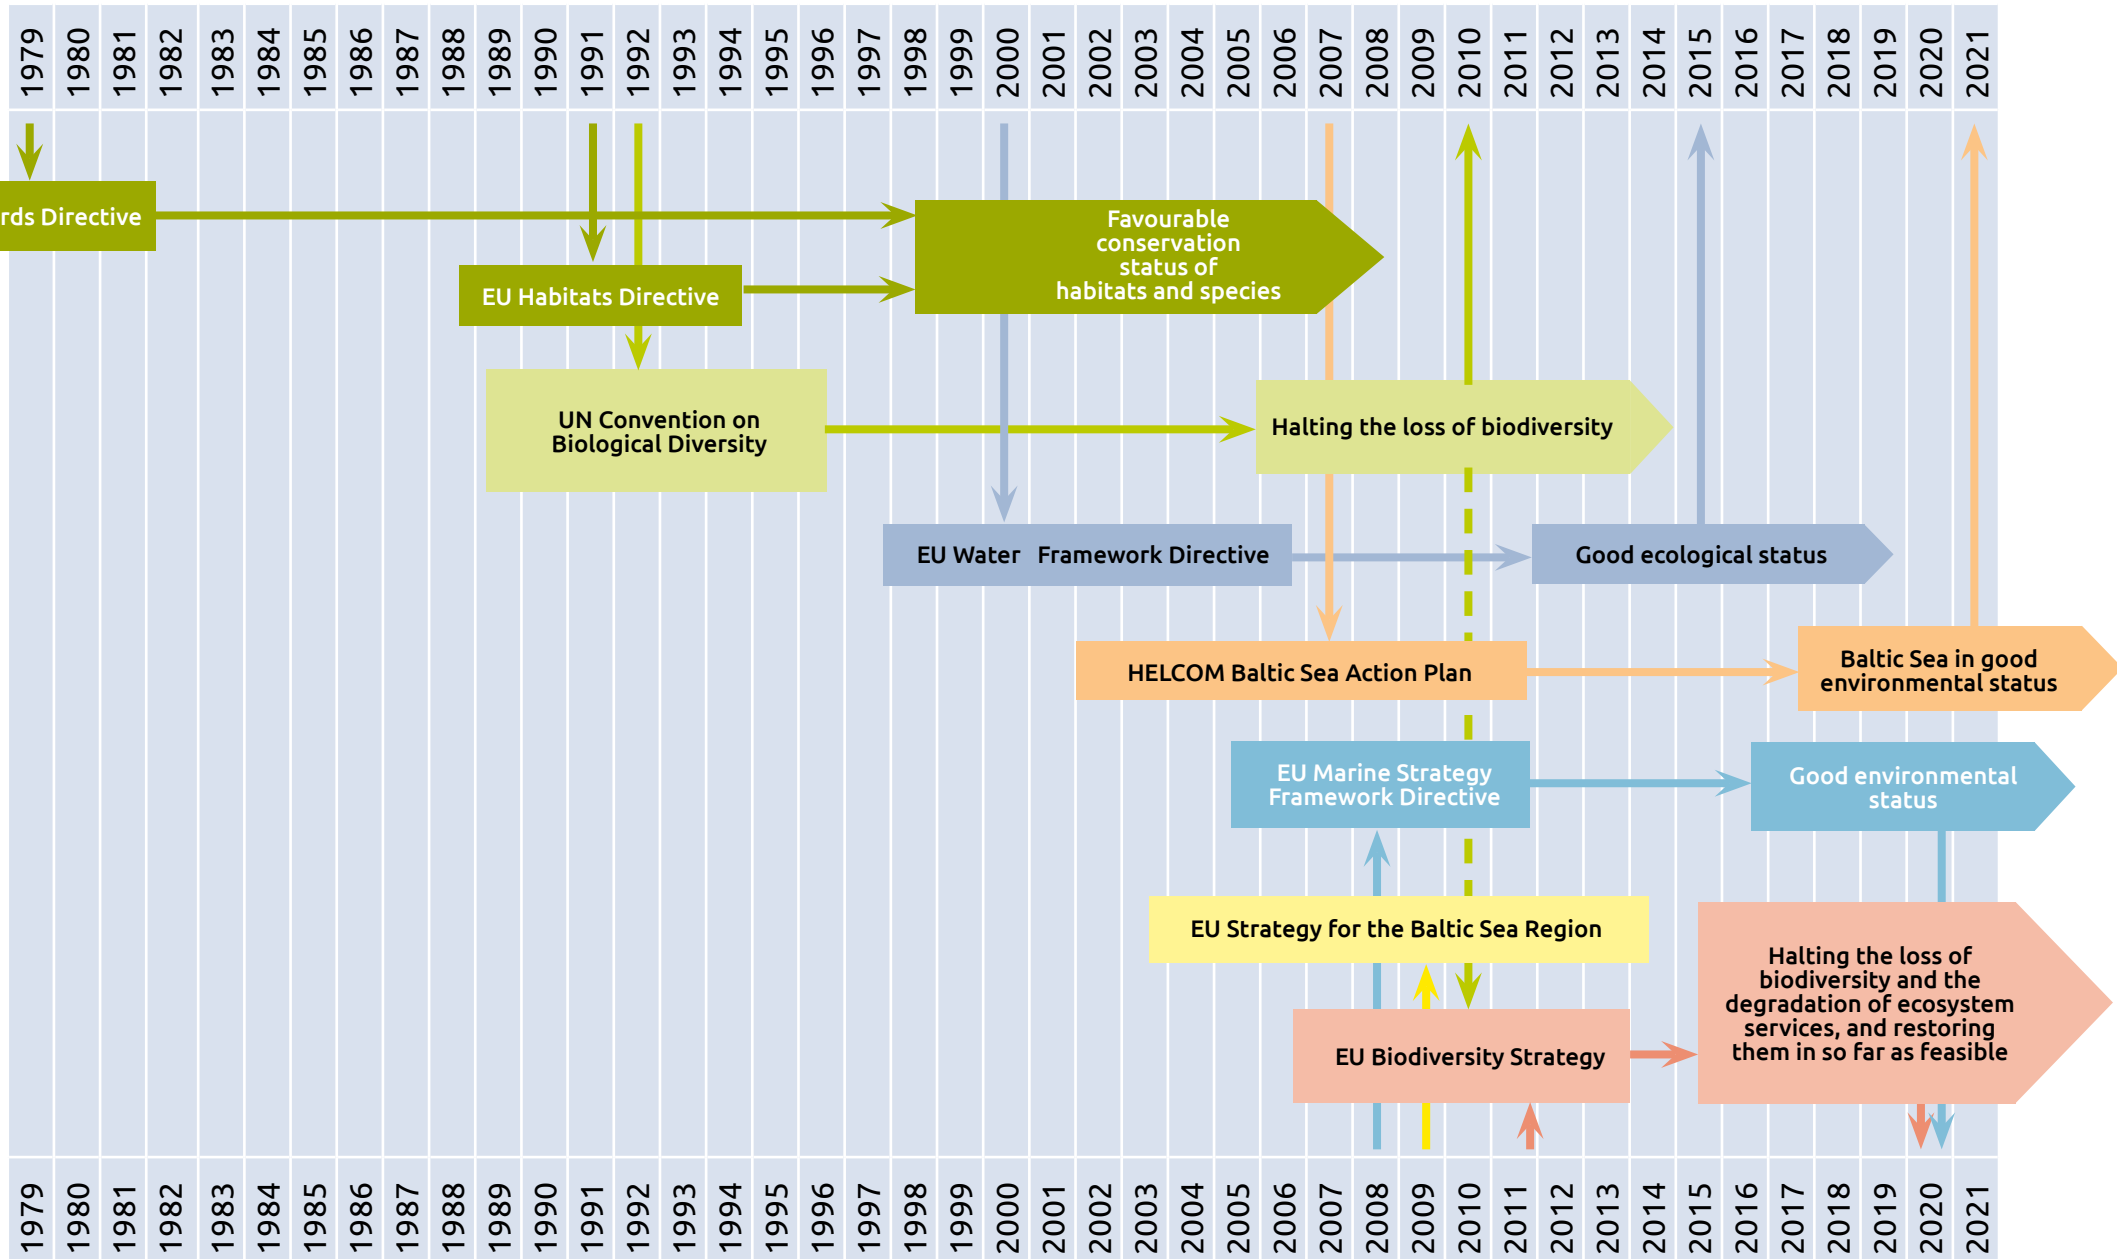 1979 1980 1981 1982 1983 1984 1985 1986 1987 1988 1989 1990 1991 1992 1993 1994 1995 1996 1997 1998 1999 2000 2001 2002 2003 2004 2005 2006 2007 2008 2009 2010 2011 2012 2013 2014 2015 2016 2017 2018 2019 2020 2021
rds Directive
Favourable
conservation
status of
habitats and species
EU Habitats Directive
UN Convention on
Biological Diversity
Halting the loss of biodiversity
EU Water Framework Directive
Good ecological status
HELCOM Baltic Sea Action Plan
Baltic Sea in good
environmental status
EU Marine Strategy
Framework Directive
Good environmental
status
EU Strategy for the Baltic Sea Region
Halting the loss of
biodiversity and the
degradation of ecosystem
services, and restoring
them in so far as feasible
EU Biodiversity Strategy
1979 1980 1981 1982 1983 1984 1985 1986 1987 1988 1989 1990 1991 1992 1993 1994 1995 1996 1997 1998 1999 2000 2001 2002 2003 2004 2005 2006 2007 2008 2009 2010 2011 2012 2013 2014 2015 2016 2017 2018 2019 2020 2021